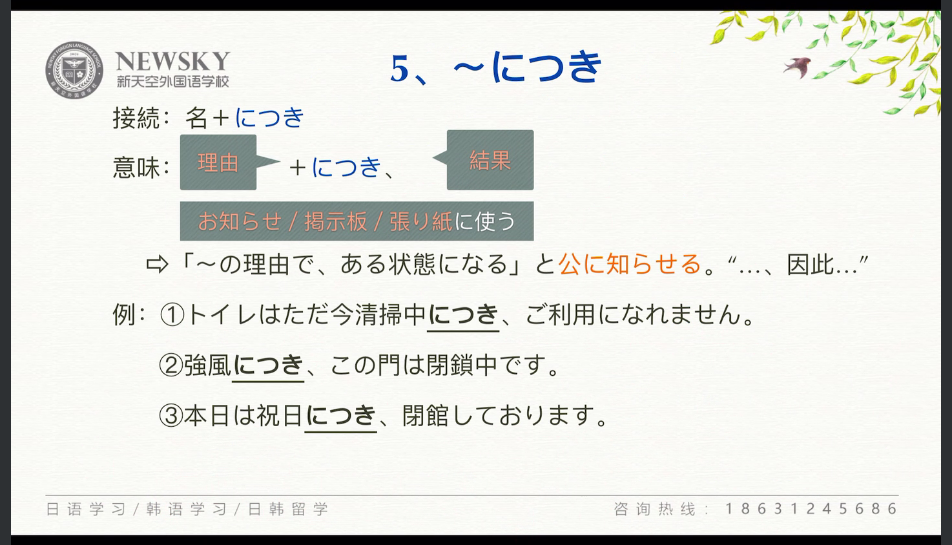 NEWSKY
新天空外国语学校
5、～につき
接続：名＋につき
意味：理由＋につき、結果
お知らせ / 掲示板 / 張り紙に使う
⇨「～の理由で、ある状態になる」と公に知らせる。“…、因此…”
例：①トイレはただ今清掃中につき、ご利用になれません。
②強風につき、この門は閉鎖中です。
③本日は祝日につき、閉館しております。
日语学习/韩语学习/日韩留学
咨询热线：18631245686